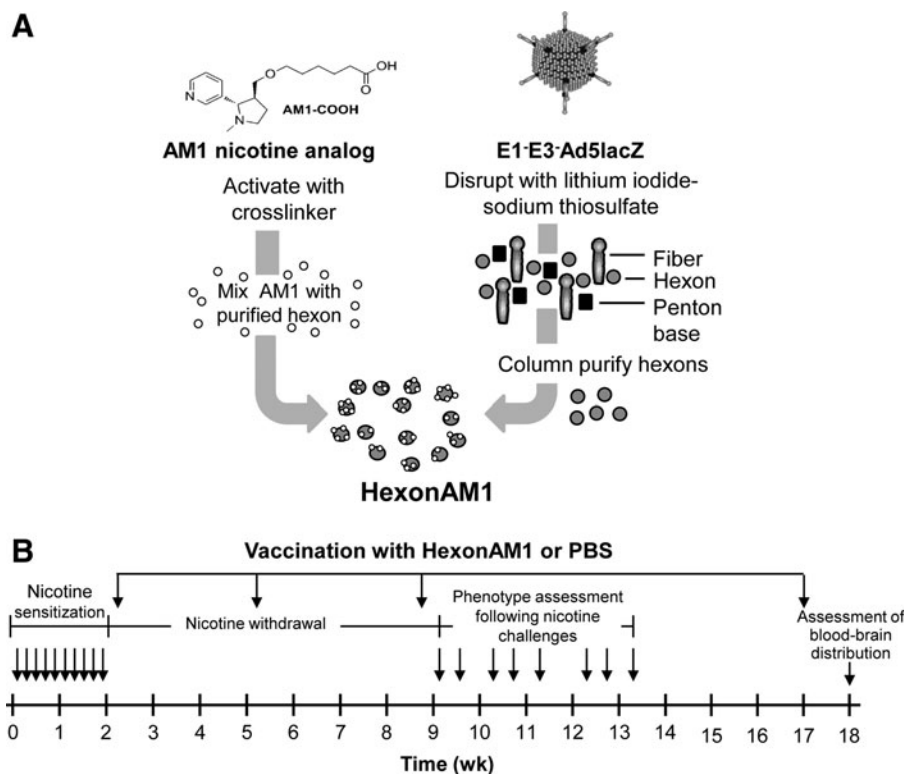 A
OH
O
O
N
N
AM1-COOH
AM1 nicotine analog
Activate with
crosslinker
Mix AM1 with
purified hexon
E1-E3-Ad5lacZ
Disrupt with lithium iodide-
sodium thiosulfate
Fiber
Hexon
Penton
base
Column purify hexons
HexonAM1
B
Vaccination with HexonAM1 or PBS
Nicotine
sensitization
Nicotine withdrawal
Phenotype assessment
following nicotine
challenges
Assessment of
blood-brain
distribution
0 1 2 3 4 5 6 7 8 9 10 11 12 13 14 15 16 17 18
Time (wk)